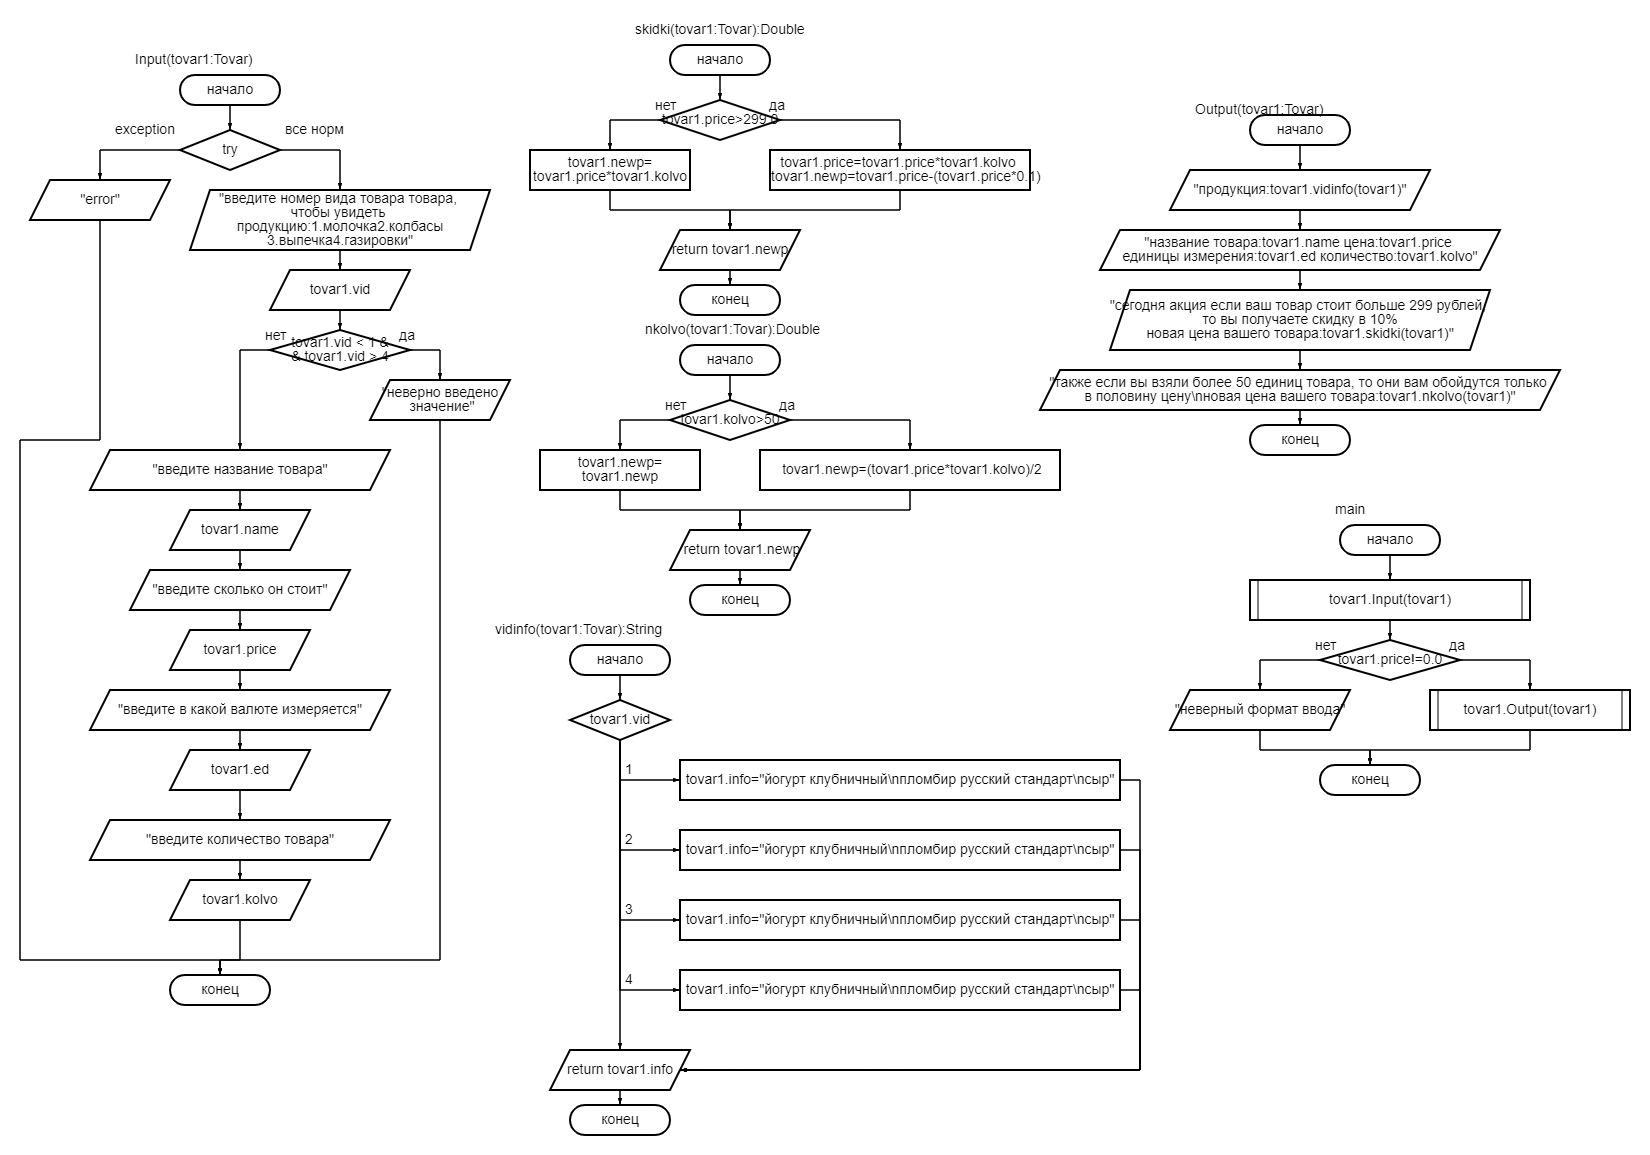 Input(tovar1:Tovar)
начало
exception
все норм
try
"error"
"введите номер вида товара товара,
чтобы увидеть
продукцию:1.молочка2.колбасы
3.выпечка4.газировки"
tovar1.vid
нет
да
tovar1.vid < 1 &
& tovar1.vid > 4
"неверно введено
значение"
"введите название товара"
tovar1.name
"введите сколько он стоит"
tovar1.price
"введите в какой валюте измеряется"
tovar1.ed
"введите количество товара"
tovar1.kolvo
конец
skidki(tovar1:Tovar):Double
начало
нет
да
tovar1.price>299.0
tovar1.newp=
tovar1.price*tovar1.kolvo
tovar1.price=tovar1.price*tovar1.kolvo
tovar1.newp=tovar1.price-(tovar1.price*0.1)
return tovar1.newp
конец
nkolvo(tovar1:Tovar):Double
начало
нет
да
tovar1.kolvo>50
tovar1.newp=
tovar1.newp
tovar1.newp=(tovar1.price*tovar1.kolvo)/2
return tovar1.newp
конец
vidinfo(tovar1:Tovar):String
начало
tovar1.vid
1
tovar1.info="йогурт клубничный\nпломбир русский стандарт\nсыр"
2
tovar1.info="йогурт клубничный\nпломбир русский стандарт\nсыр"
3
tovar1.info="йогурт клубничный\nпломбир русский стандарт\nсыр"
4
tovar1.info="йогурт клубничный\nпломбир русский стандарт\nсыр"
return tovar1.info
конец
Output(tovar1:Tovar)
начало
"продукция:tovar1.vidinfo(tovar1)"
"название товара:tovar1.name цена:tovar1.price
единицы измерения:tovar1.ed количество:tovar1.kolvo"
"сегодня акция если ваш товар стоит больше 299 рублей,
то вы получаете скидку в 10%
новая цена вашего товара:tovar1.skidki(tovar1)"
"также если вы взяли более 50 единиц товара, то они вам обойдутся только
в половину цену\nновая цена вашего товара:tovar1.nkolvo(tovar1)"
конец
main
начало
tovar1.Input(tovar1)
нет
да
tovar1.price!=0.0
"неверный формат ввода"
tovar1.Output(tovar1)
конец